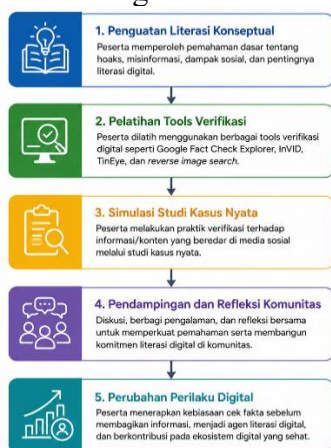 1. Penguatan Literasi Konseptual
Peserta memperoleh pemahaman dasar tentang
hoaks, misinformasi, dampak sosial, dan pentingnya
literasi digital.
2. Pelatihan Tools Verifikasi
Peserta dilatih menggunakan berbagai tools verifikasi
digital seperti Google Fact Check Explorer, InVID,
TinEye, dan reverse image search.
3. Simulasi Studi Kasus Nyata
Peserta melakukan praktik verifikasi terhadap
informasi/konten yang beredar di media sosial
melalui studi kasus nyata.
4. Pendampingan dan Refleksi Komunitas
Diskusi, berbagi pengalaman, dan refleksi bersama
untuk memperkuat pemahaman serta membangun
komitmen literasi digital di komunitas.
5. Perubahan Perilaku Digital
Peserta menerapkan kebiasaan cek fakta sebelum
membagikan informasi, menjadi agen literasi digital,
dan berkontribusi pada ekosistem digital yang sehat.